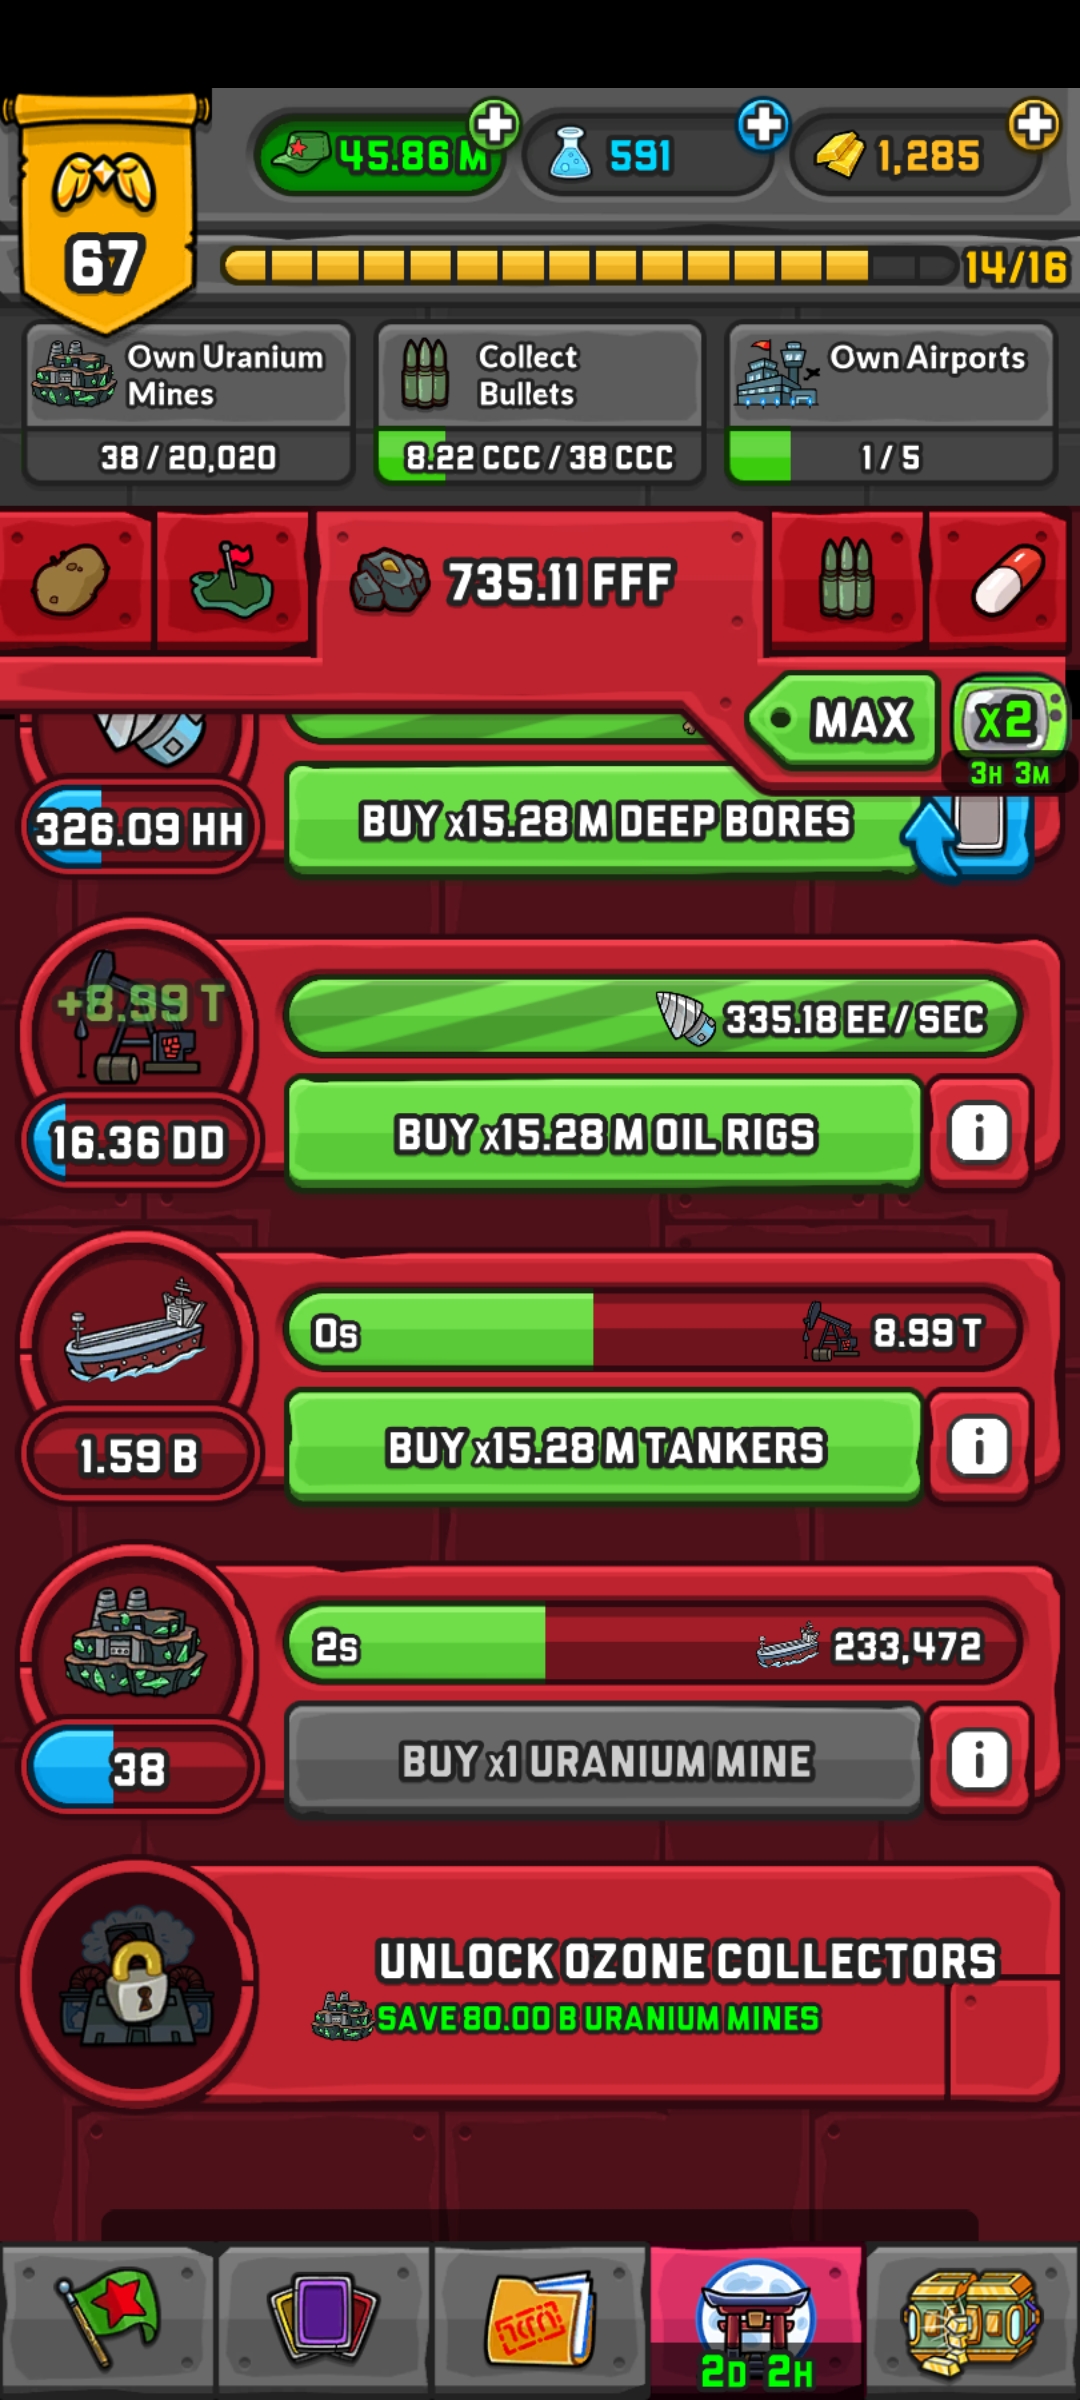 45.86 M
591
1,285
67
14/16
Own Uranium
Mines
38 / 20,020
Collect
Bullets
8.22 CCC / 38 CCC
Own Airports
1 / 5
735.11 FFF
MAX
x2
3H 3M
326.09 HH
BUY x15.28 M DEEP BORES
+8.99 T
335.18 EE / SEC
16.36 DD
BUY x15.28 M OIL RIGS
i
0s
8.99 T
1.59 B
BUY x15.28 M TANKERS
i
2s
233,472
38
BUY x1 URANIUM MINE
i
UNLOCK OZONE COLLECTORS
SAVE 80.00 B URANIUM MINES
2D 2H